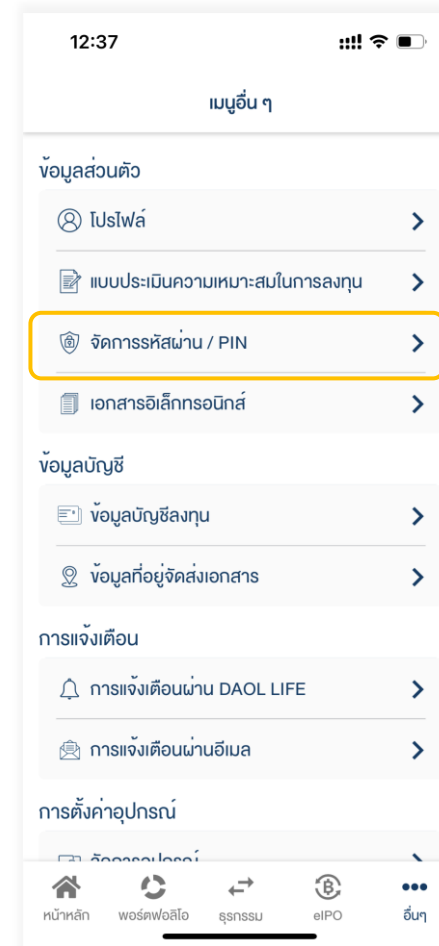 12:37
เมนูอื่น ๆ
ข้อมูลส่วนตัว
โปรไฟล์
แบบประเมินความเหมาะสมในการลงทุน
จัดการรหัสผ่าน / PIN
เอกสารอิเล็กทรอนิกส์
ข้อมูลบัญชี
ข้อมูลบัญชีลงทุน
ข้อมูลที่อยู่จัดส่งเอกสาร
การแจ้งเตือน
การแจ้งเตือนผ่าน DAOL LIFE
การแจ้งเตือนผ่านอีเมล
การตั้งค่าอุปกรณ์
จัดการอุปกรณ์
หน้าหลัก พอร์ตฟอลิโอ ธุรกรรม eIPO อื่นๆ